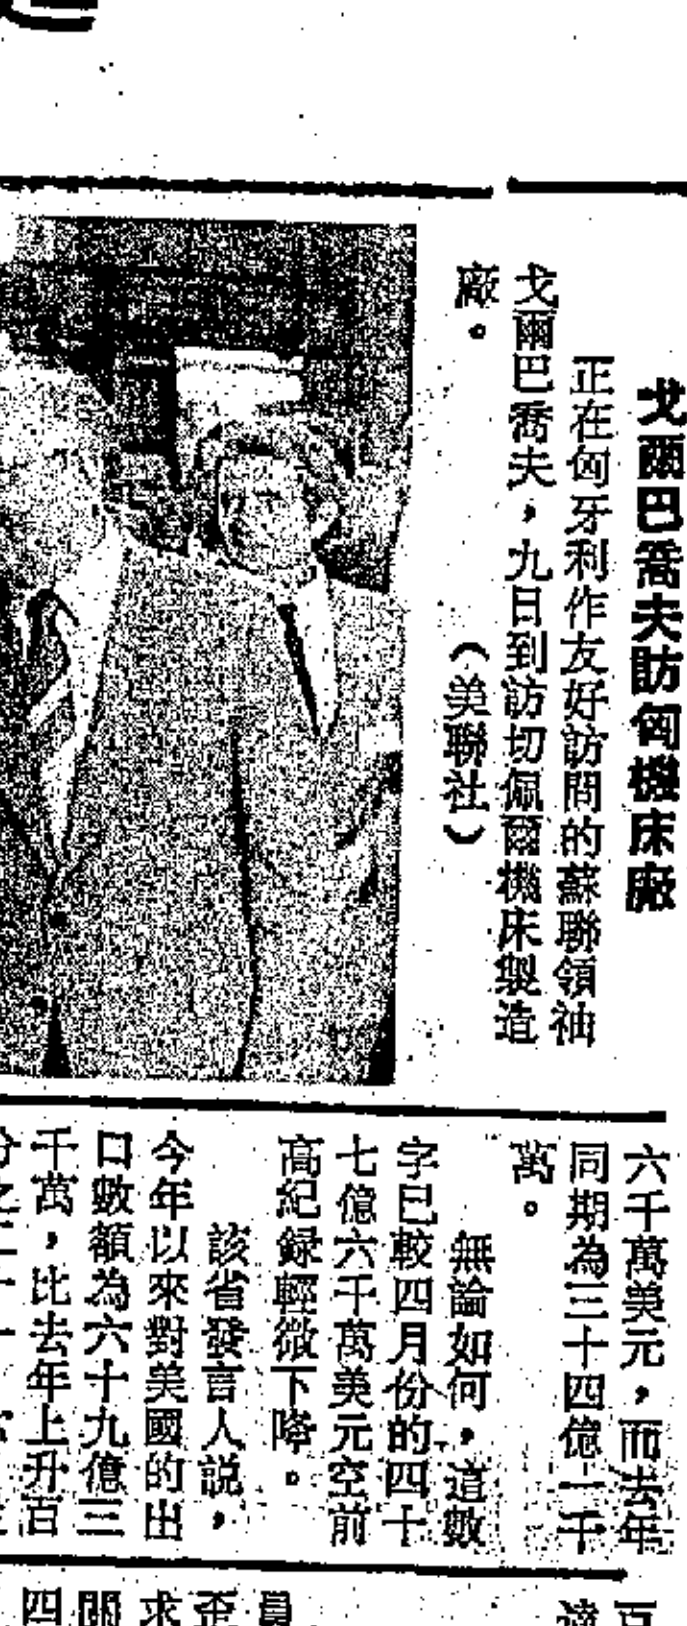 戈爾巴喬夫訪匈機床廠
正在匈牙利作友好訪問的蘇聯領袖
戈爾巴喬夫，九日到訪切佩爾機床製造
廠。
（美聯社）
六千萬美元，而去年
同期為三十四億一千
萬。
無論如何，這數
字已較四月份的四十
七億六千萬美元空前
高紀録輕微下降。
該省發言人説，
今年以來對美國的出
口數額為六十九億三
千萬，比去年上升百